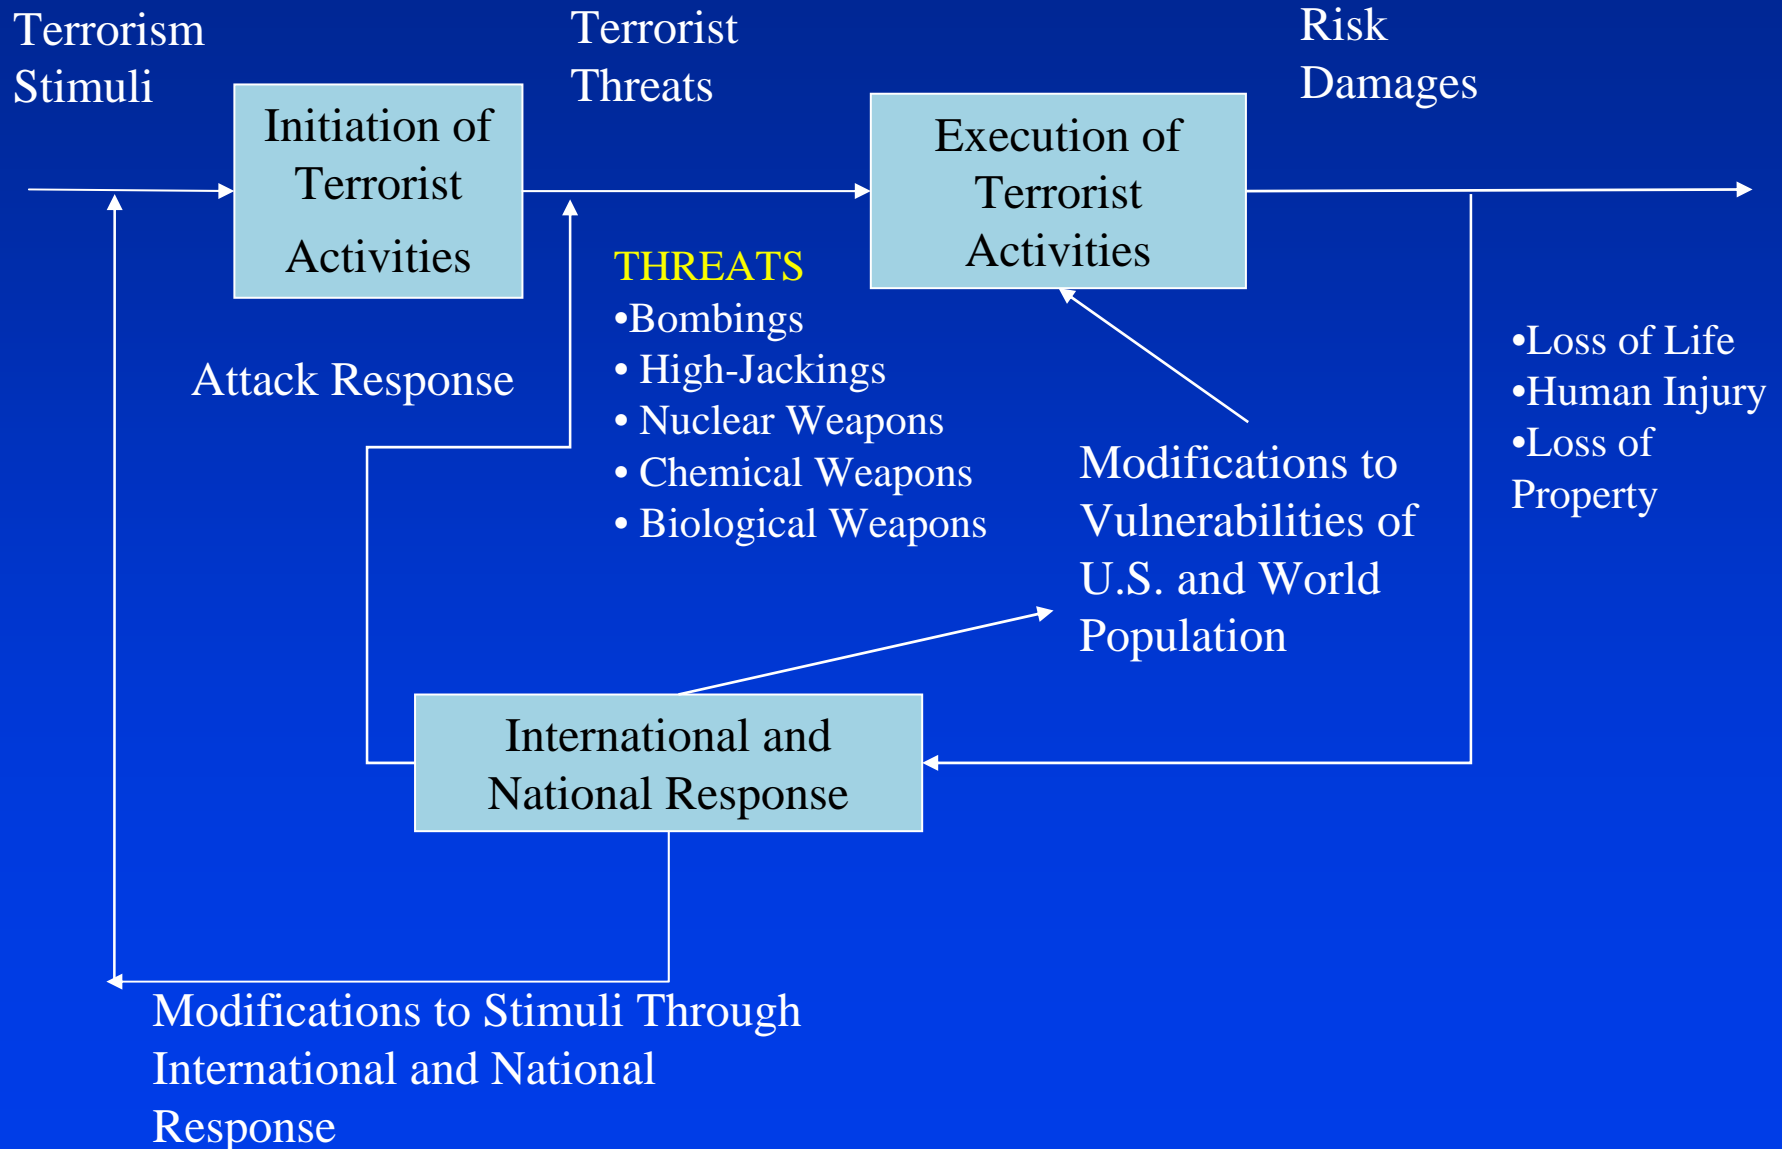 Terrorism
Stimuli
Terrorist
Threats
Risk
Damages
Initiation of
Terrorist
Activities
Execution of
Terrorist
Activities
THREATS
•Bombings
• High-Jackings
• Nuclear Weapons
• Chemical Weapons
• Biological Weapons
Attack Response
•Loss of Life
•Human Injury
•Loss of
Property
Modifications to
Vulnerabilities of
U.S. and World
Population
International and
National Response
Modifications to Stimuli Through
International and National
Response